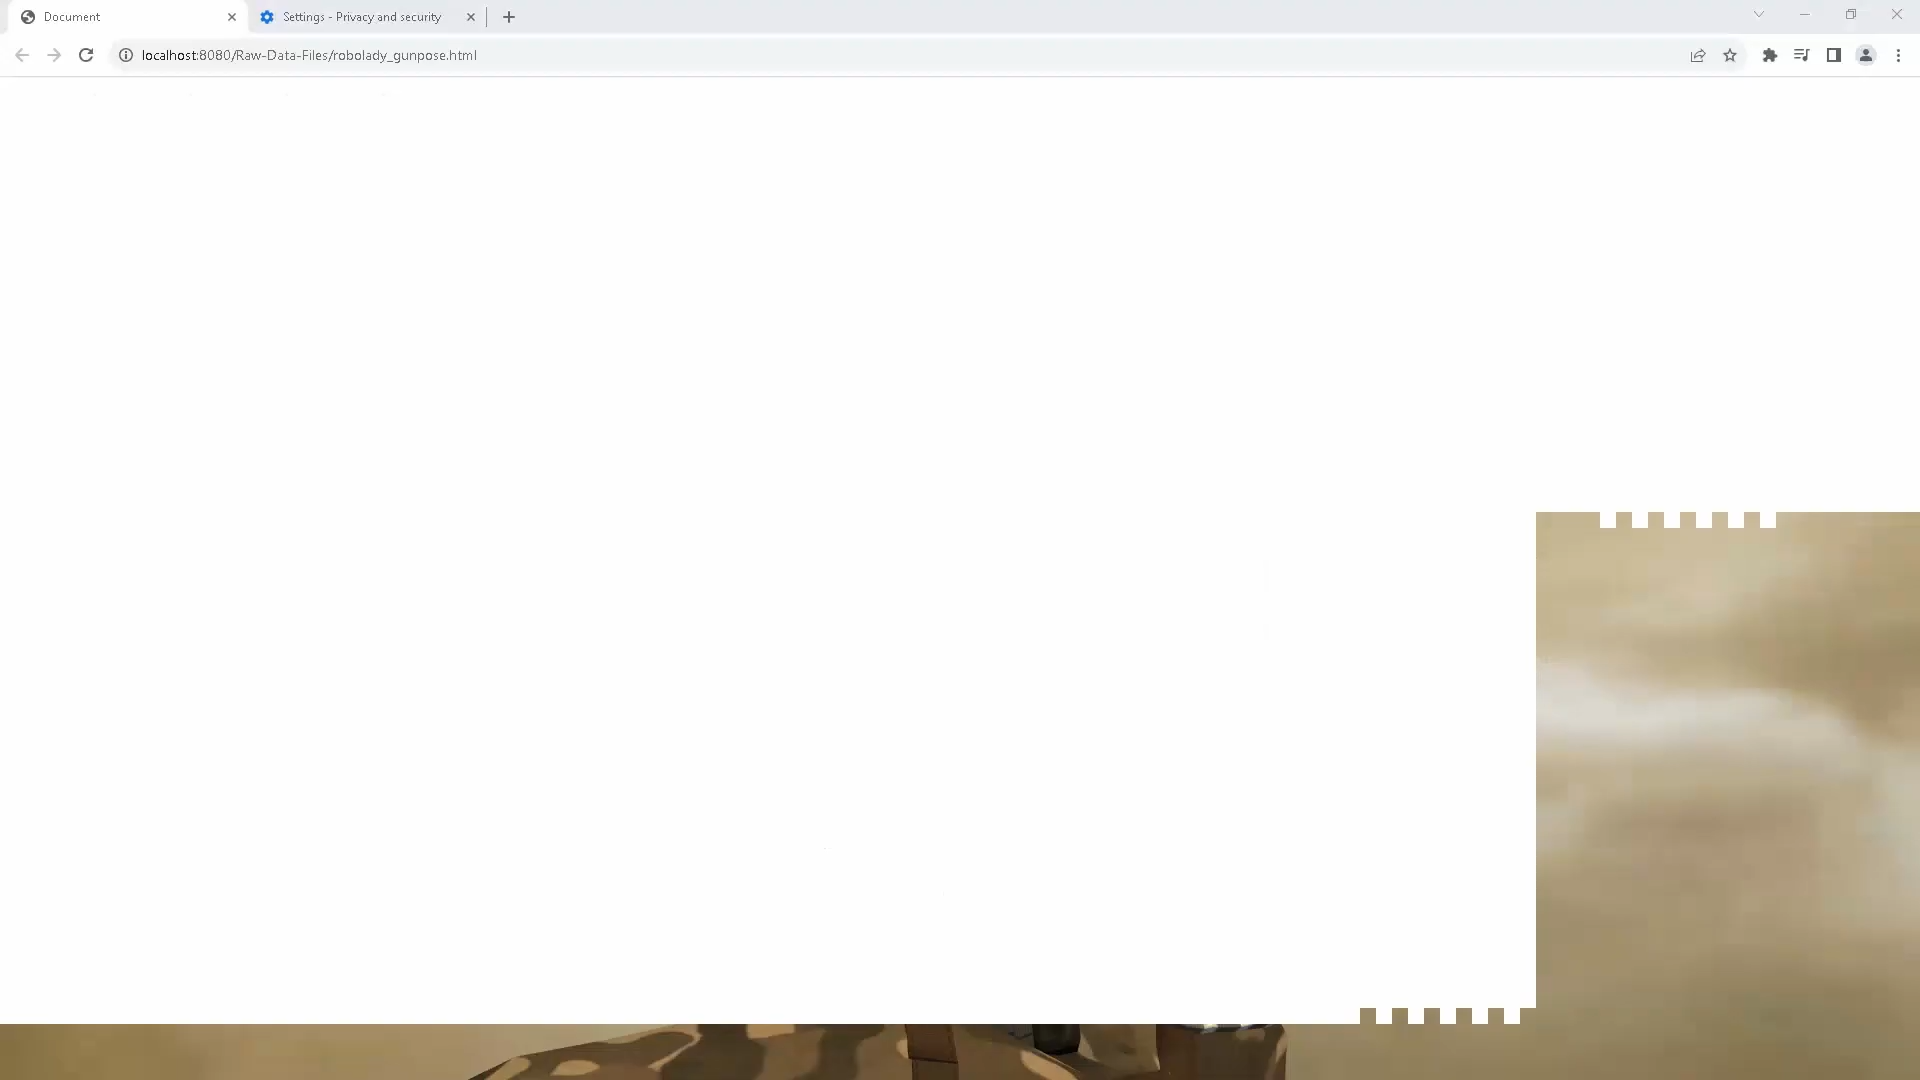 Document
Settings - Privacy and security
localhost:8080/Raw-Data-Files/robolady_gunpose.html